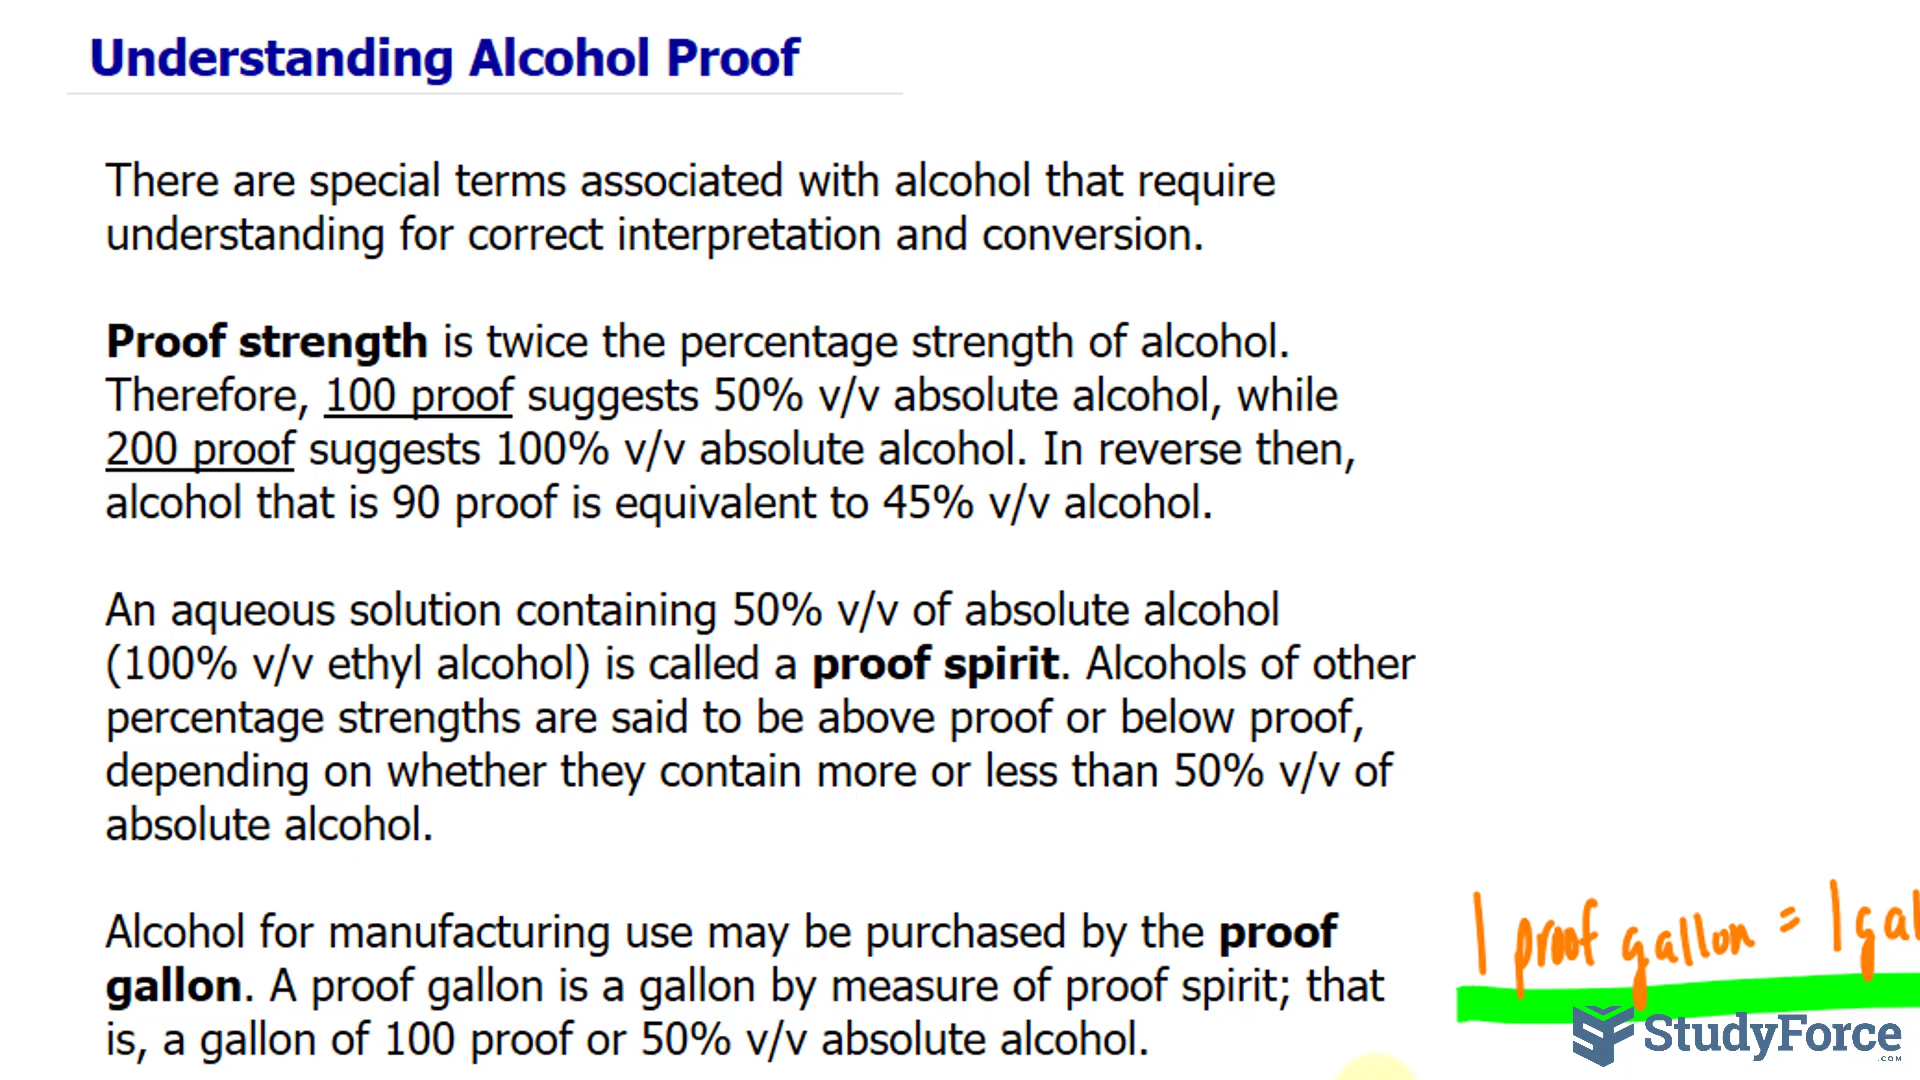 Understanding Alcohol Proof
There are special terms associated with alcohol that require
understanding for correct interpretation and conversion.
Proof strength is twice the percentage strength of alcohol.
Therefore, 100 proof suggests 50% v/v absolute alcohol, while
200 proof suggests 100% v/v absolute alcohol. In reverse then,
alcohol that is 90 proof is equivalent to 45% v/v alcohol.
An aqueous solution containing 50% v/v of absolute alcohol
(100% v/v ethyl alcohol) is called a proof spirit. Alcohols of other
percentage strengths are said to be above proof or below proof,
depending on whether they contain more or less than 50% v/v of
absolute alcohol.
Alcohol for manufacturing use may be purchased by the proof
gallon. A proof gallon is a gallon by measure of proof spirit; that
is, a gallon of 100 proof or 50% v/v absolute alcohol.
1 proof gallon = 1 gal
StudyForce
.COM